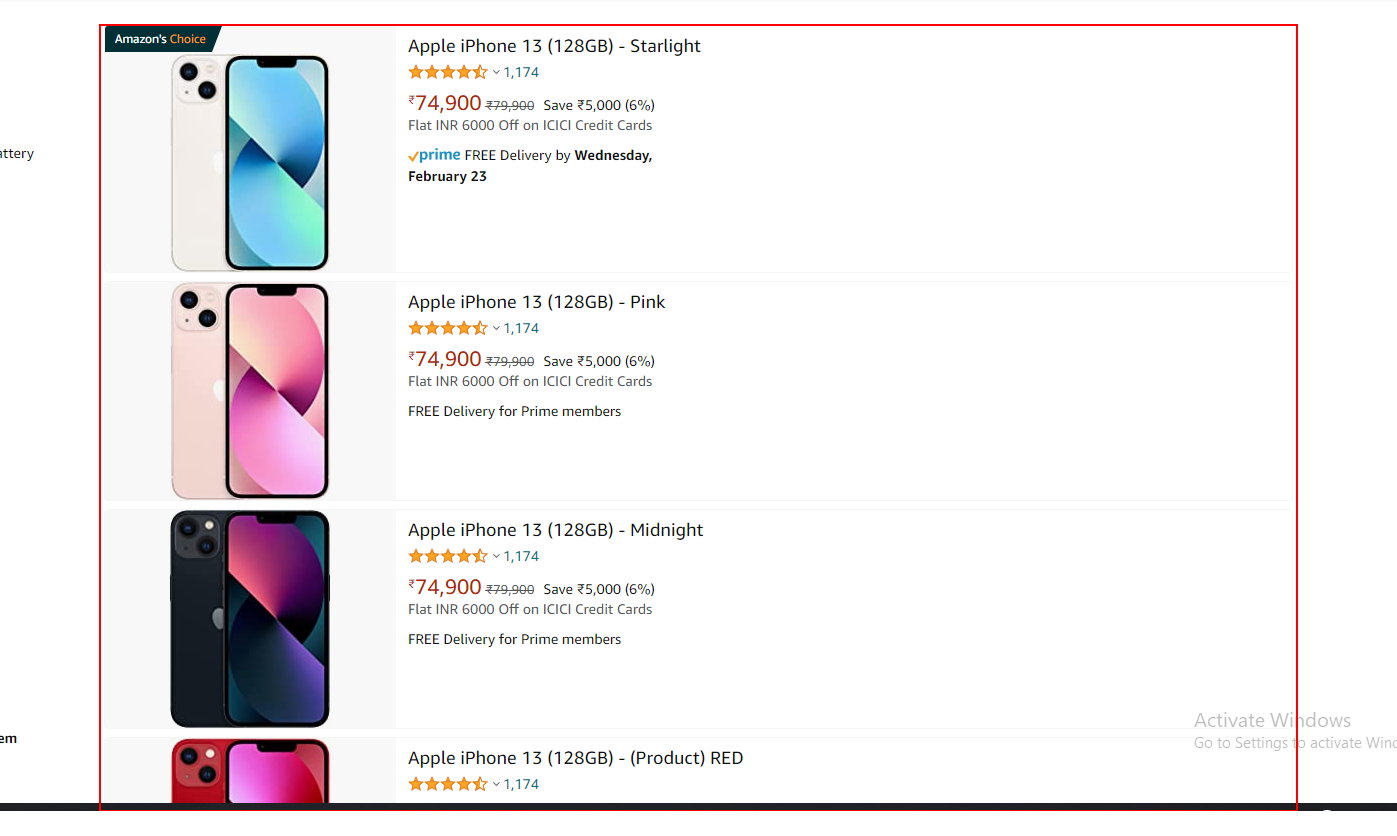 Amazon's Choice
Apple iPhone 13 (128GB) - Starlight
1,174
₹74,900 ₹79,900 Save ₹5,000 (6%)
Flat INR 6000 Off on ICICI Credit Cards
attery
prime FREE Delivery by Wednesday,
February 23
Apple iPhone 13 (128GB) - Pink
1,174
₹74,900 ₹79,900 Save ₹5,000 (6%)
Flat INR 6000 Off on ICICI Credit Cards
FREE Delivery for Prime members
Apple iPhone 13 (128GB) - Midnight
1,174
₹74,900 ₹79,900 Save ₹5,000 (6%)
Flat INR 6000 Off on ICICI Credit Cards
FREE Delivery for Prime members
Activate Windows
Go to Settings to activate Winc
em
Apple iPhone 13 (128GB) - (Product) RED
1,174